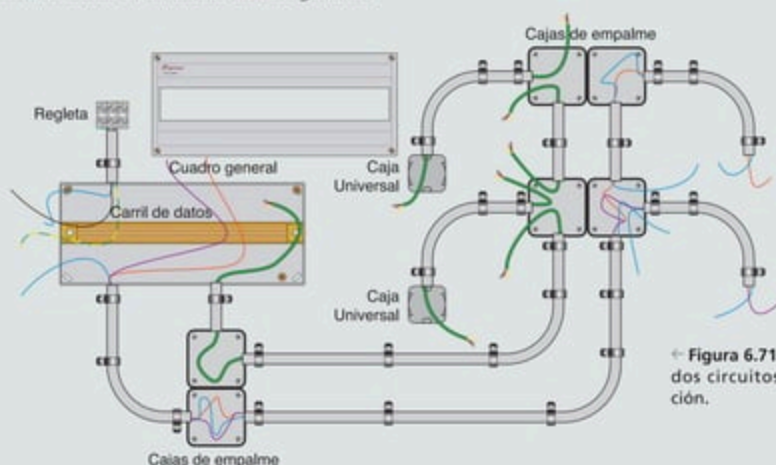 Cajas de empalme
Regleta
Cuadro general
Caja
Universal
Carril de datos
Caja
Universal
← Figura 6.71
dos circuitos
ción.
Cajas de empalme